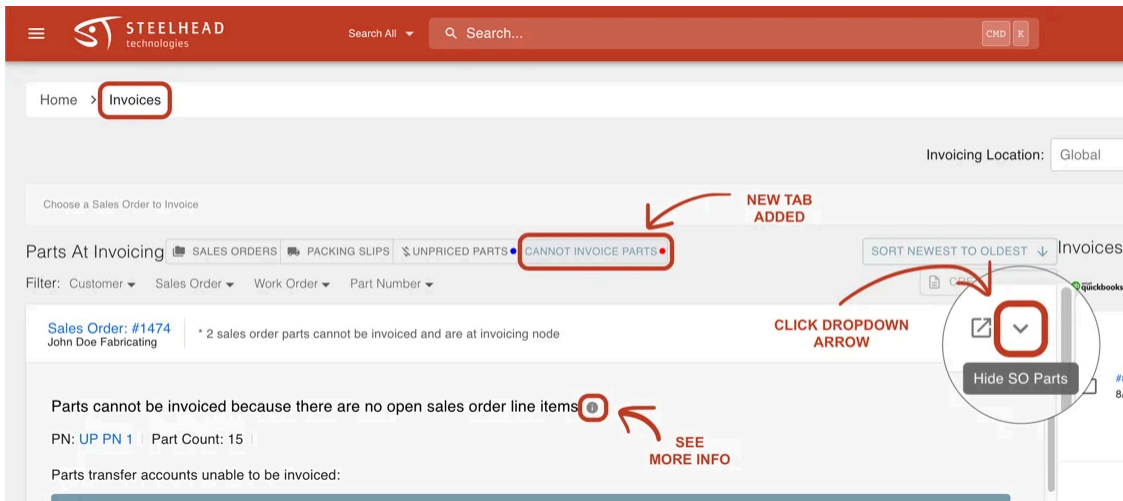 STEELHEAD
technologies
Search All
Search...
CMD K
Home > Invoices
Invoicing Location: Global
Choose a Sales Order to Invoice
NEW TAB
ADDED
Parts At Invoicing SALES ORDERS PACKING SLIPS UNPRICED PARTS CANNOT INVOICE PARTS SORT NEWEST TO OLDEST Invoices
Filter: Customer Sales Order Work Order Part Number
quickbooks
Sales Order: #1474
John Doe Fabricating
* 2 sales order parts cannot be invoiced and are at invoicing node
CLICK DROPDOWN
ARROW
Hide SO Parts
Parts cannot be invoiced because there are no open sales order line items
PN: UP PN 1 Part Count: 15
SEE
MORE INFO
Parts transfer accounts unable to be invoiced: